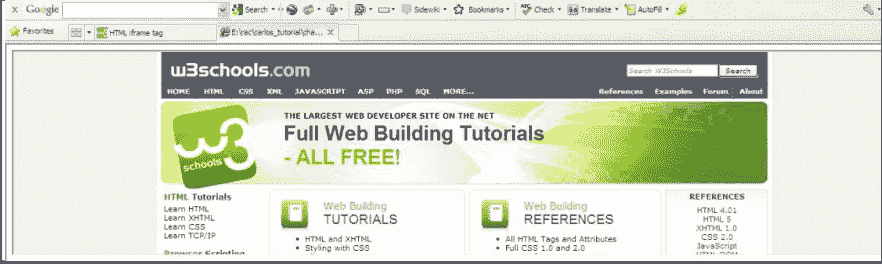 x Google Search Sidewiki Bookmarks Check Translate AutoFill
Favorites HTML iframe tag
w3schools.com
Search W3Schools Search
HOME HTML CSS XML JAVASCRIPT ASP PHP SQL MORE... References Examples Forum About
THE LARGEST WEB DEVELOPER SITE ON THE NET
Full Web Building Tutorials
- ALL FREE!
w3
schools
HTML Tutorials
Learn HTML
Learn XHTML
Learn CSS
Learn TCP/IP
Browser Scripting
Web Building
TUTORIALS
• HTML and XHTML
• Styling with CSS
Web Building
REFERENCES
• All HTML Tags and Attributes
• Full CSS 1.0 and 2.0
REFERENCES
HTML 4.01
HTML 5
XHTML 1.0
CSS 2.0
JavaScript